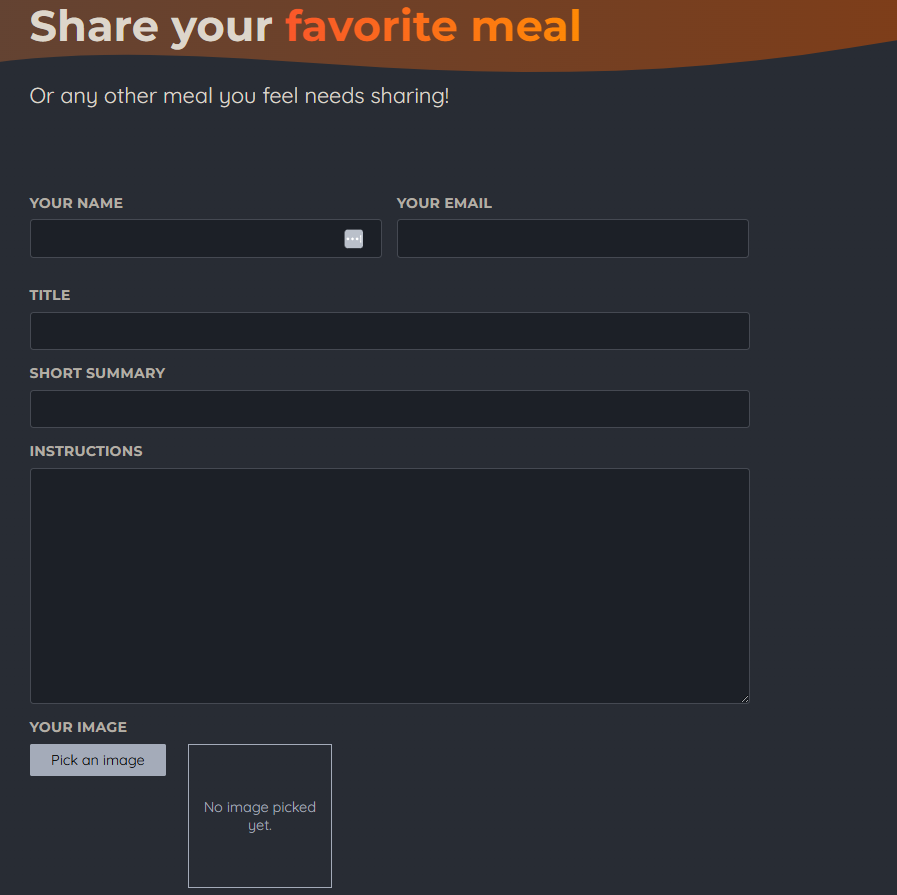 Share your favorite meal
Or any other meal you feel needs sharing!
YOUR NAME
YOUR EMAIL
TITLE
SHORT SUMMARY
INSTRUCTIONS
YOUR IMAGE
Pick an image
No image picked
yet.